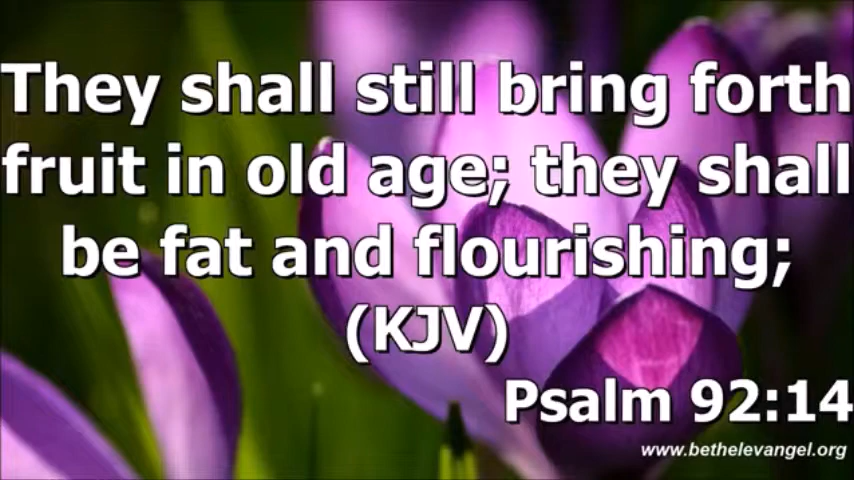 They shall still bring forth
fruit in old age; they shall
be fat and flourishing;
(KJV)
Psalm 92:14
www.bethelevangel.org